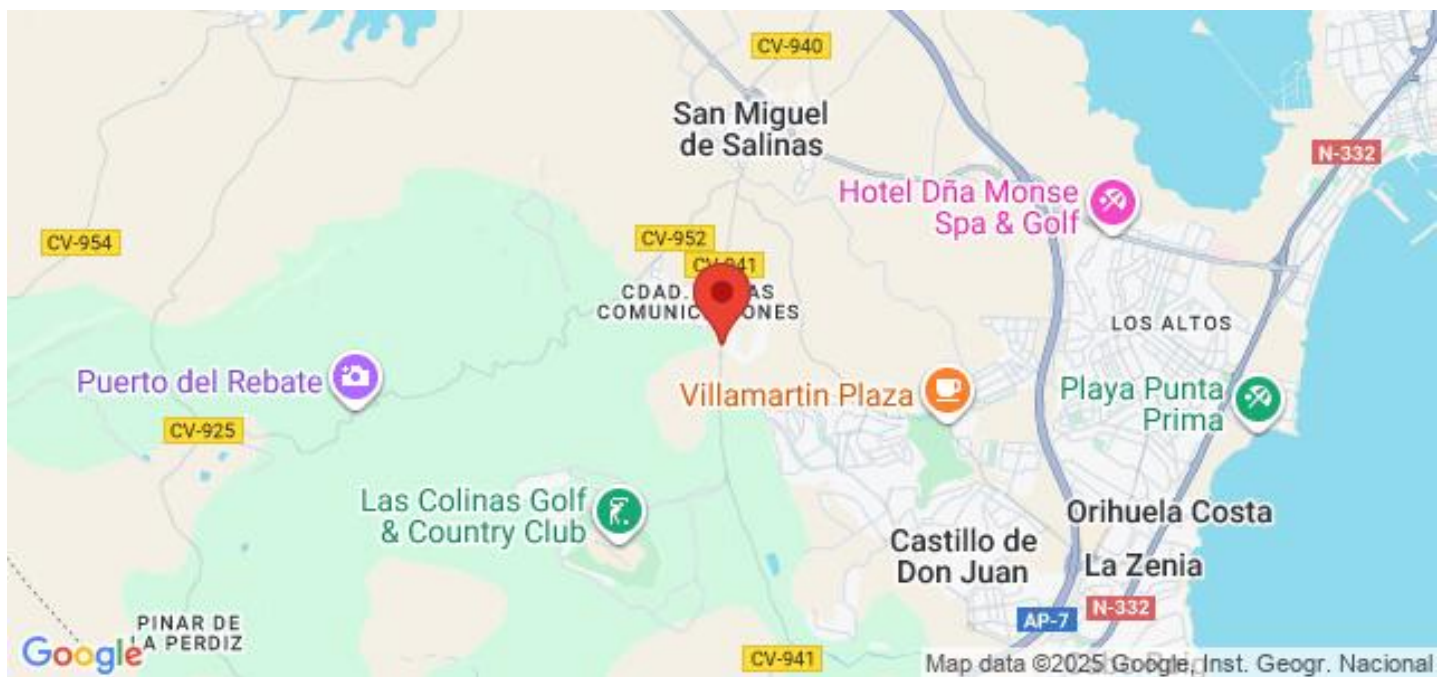 CV-940
San Miguel
de Salinas
N-332
Hotel Dña Monse
Spa & Golf
CV-954
CV-952
CV-941
CDAD.
COMUNIC
LOS ALTOS
Puerto del Rebate
Villamartin Plaza
Playa Punta
Prima
CV-925
Las Colinas Golf
& Country Club
Orihuela Costa
Castillo de
Don Juan
La Zenia
AP-7
N-332
PINAR DE
LA PERDIZ
Google
CV-941
Map data ©2025 Google, Inst. Geogr. Nacional